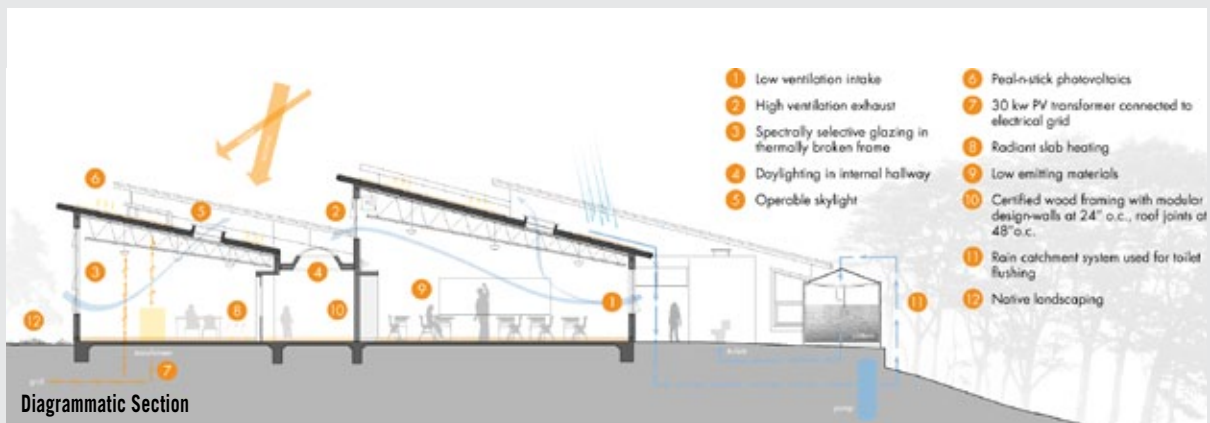 1 Low ventilation intake
2 High ventilation exhaust
3 Spectrally selective glazing in
thermally broken frame
4 Daylighting in internal hallway
5 Operable skylight
6 Peal-n-stick photovoltaics
7 30 kw PV transformer connected to
electrical grid
8 Radiant slab heating
9 Low emitting materials
10 Certified wood framing with modular
design-walls at 24" o.c., roof joints at
48"o.c.
11 Rain catchment system used for toilet
flushing
12 Native landscaping
6
5
2
3
4
9
1
12
8
10
11
7
grid
transformer
toilets
pump
Diagrammatic Section